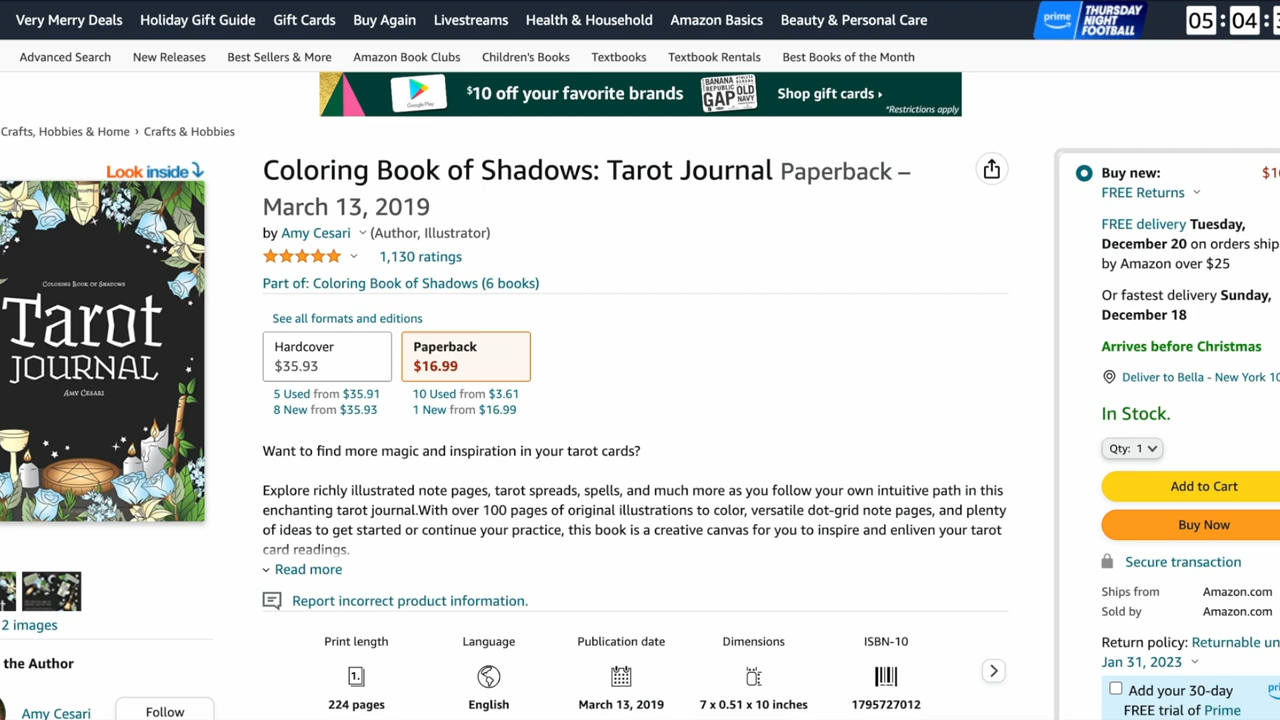 Very Merry Deals Holiday Gift Guide Gift Cards Buy Again Livestreams Health & Household Amazon Basics Beauty & Personal Care
prime THURSDAY NIGHT FOOTBALL
05 : 04 :
Advanced Search New Releases Best Sellers & More Amazon Book Clubs Children's Books Textbooks Textbook Rentals Best Books of the Month
Google Play
$10 off your favorite brands
BANANA REPUBLIC GAP OLD NAVY
Shop gift cards
*Restrictions apply
Crafts, Hobbies & Home › Crafts & Hobbies
Look inside
COLORING BOOK OF SHADOWS
Tarot
JOURNAL
AMY CESARI
2 images
the Author
Amy Cesari
Follow
Coloring Book of Shadows: Tarot Journal Paperback –
March 13, 2019
by Amy Cesari (Author, Illustrator)
1,130 ratings
Part of: Coloring Book of Shadows (6 books)
See all formats and editions
Hardcover
$35.93
5 Used from $35.91
8 New from $35.93
Paperback
$16.99
10 Used from $3.61
1 New from $16.99
Want to find more magic and inspiration in your tarot cards?
Explore richly illustrated note pages, tarot spreads, spells, and much more as you follow your own intuitive path in this
enchanting tarot journal.With over 100 pages of original illustrations to color, versatile dot-grid note pages, and plenty
of ideas to get started or continue your practice, this book is a creative canvas for you to inspire and enliven your tarot
card readings.
Read more
Report incorrect product information.
Print length
1.
224 pages
Language
English
Publication date
March 13, 2019
Dimensions
7 x 0.51 x 10 inches
ISBN-10
1795727012
Buy new:
FREE Returns
FREE delivery Tuesday,
December 20 on orders
by Amazon over $25
Or fastest delivery Sunday,
December 18
Arrives before Christmas
Deliver to Bella - New York
In Stock.
Qty: 1
Add to Cart
Buy Now
Secure transaction
Ships from Amazon.com
Sold by Amazon.com
Return policy: Returnable
Jan 31, 2023
Add your 30-day
FREE trial of Prime